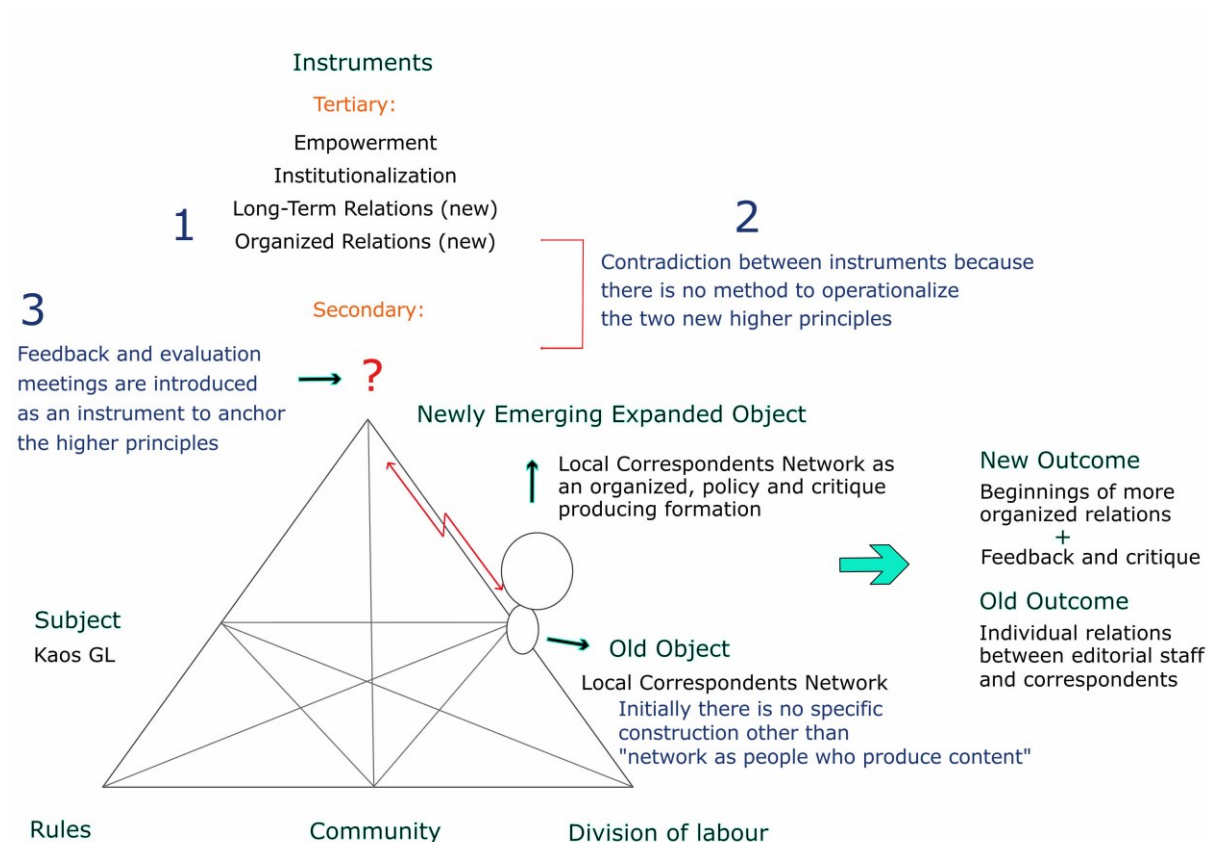 Instruments
Tertiary:
Empowerment
Institutionalization
Long-Term Relations (new)
Organized Relations (new)
1
2
Contradiction between instruments because
there is no method to operationalize
the two new higher principles
Secondary:
3
Feedback and evaluation
meetings are introduced
as an instrument to anchor
the higher principles
?
Newly Emerging Expanded Object
Local Correspondents Network as
an organized, policy and critique
producing formation
New Outcome
Beginnings of more
organized relations
+
Feedback and critique
Old Outcome
Individual relations
between editorial staff
and correspondents
Subject
Kaos GL
Old Object
Local Correspondents Network
Initially there is no specific
construction other than
"network as people who produce content"
Rules
Community
Division of labour